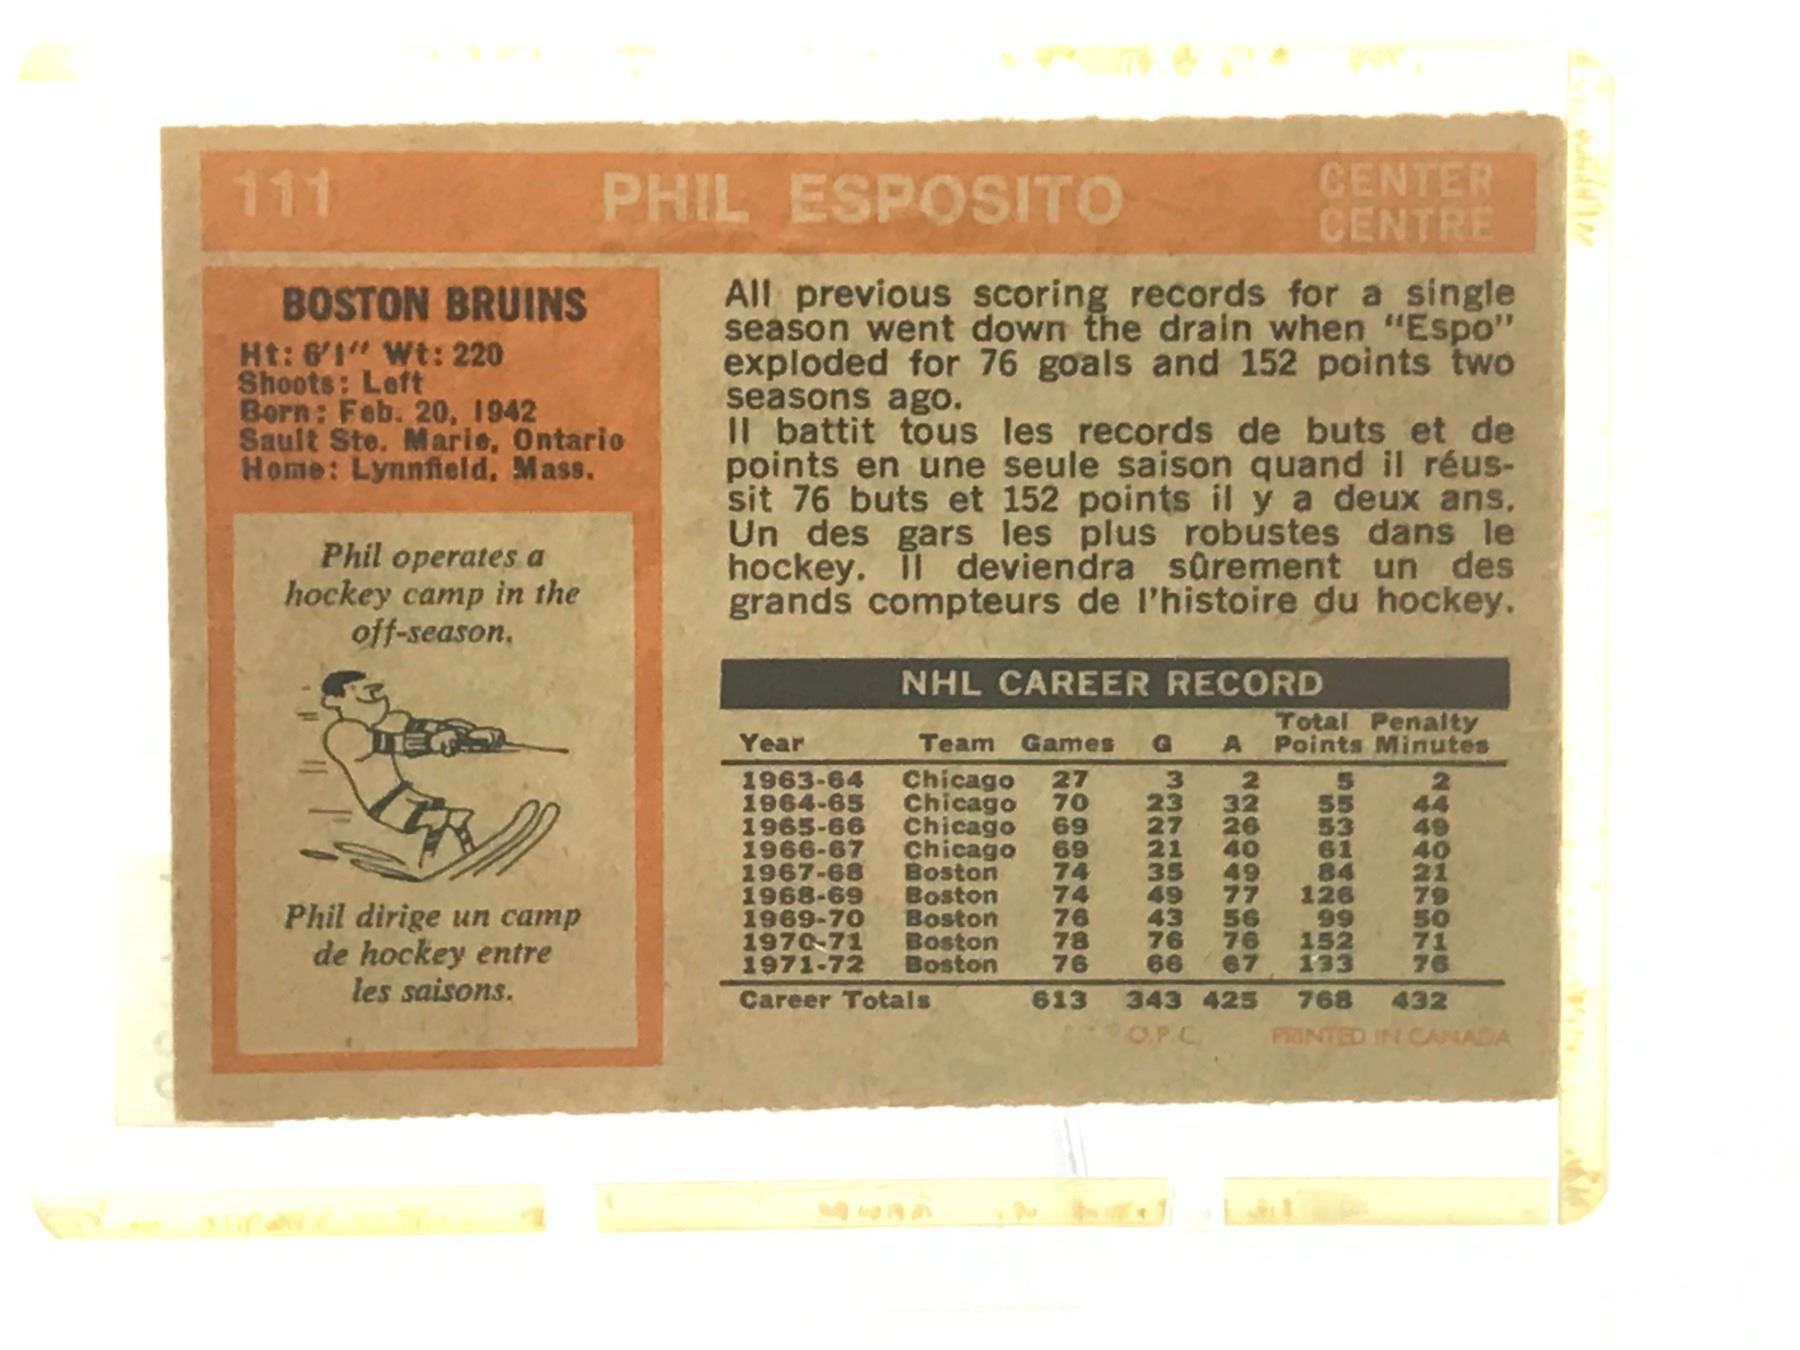 111 PHIL ESPOSITO CENTER
CENTRE
BOSTON BRUINS
Ht: 6'1" Wt: 220
Shoots: Left
Born: Feb. 20, 1942
Sault Ste. Marie, Ontario
Home: Lynnfield, Mass.
Phil operates a
hockey camp in the
off-season.
Phil dirige un camp
de hockey entre
les saisons.
All previous scoring records for a single
season went down the drain when "Espo"
exploded for 76 goals and 152 points two
seasons ago.
Il battit tous les records de buts et de
points en une seule saison quand il réus-
sit 76 buts et 152 points il y a deux ans.
Un des gars les plus robustes dans le
hockey. Il deviendra sûrement un des
grands compteurs de l'histoire du hockey.
NHL CAREER RECORD
Total Penalty
Year Team Games G A Points Minutes
1963-64 Chicago 27 3 2 5 2
1964-65 Chicago 70 23 32 55 44
1965-66 Chicago 69 27 26 53 49
1966-67 Chicago 69 21 40 61 40
1967-68 Boston 74 35 49 84 21
1968-69 Boston 74 49 77 126 79
1969-70 Boston 76 43 56 99 50
1970-71 Boston 78 76 76 152 71
1971-72 Boston 76 66 67 133 76
Career Totals 613 343 425 768 432
O.P.C. PRINTED IN CANADA